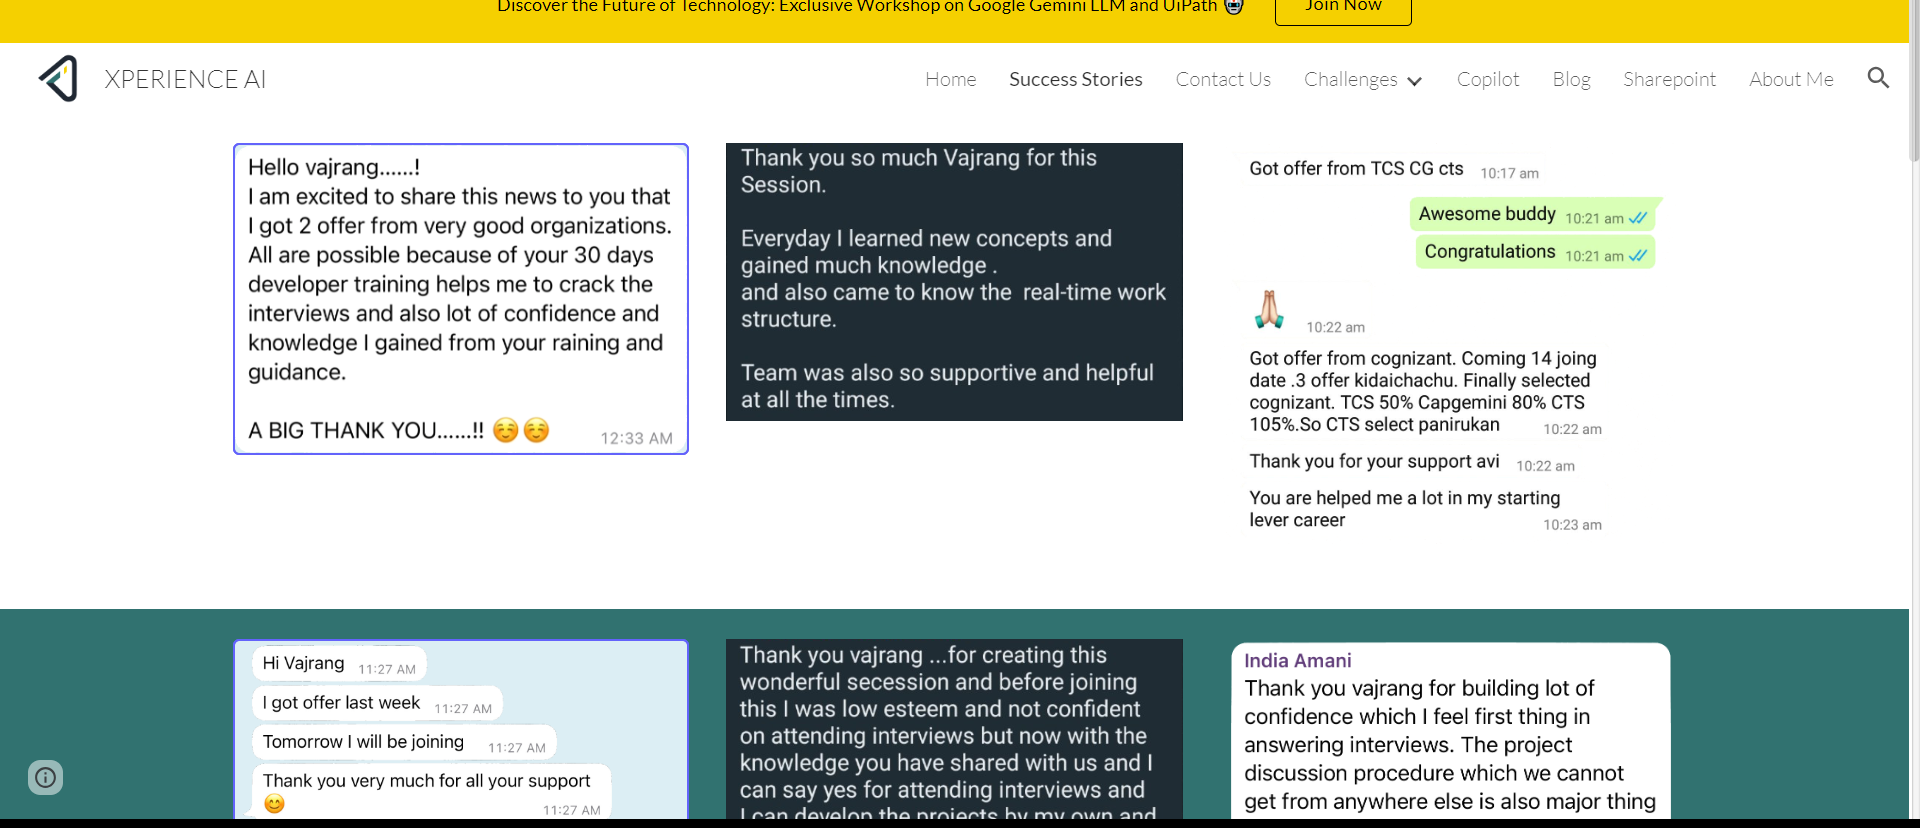 Discover the Future of Technology: Exclusive Workshop on Google Gemini LLM and UiPath
Join Now
XPERIENCE AI
Home
Success Stories
Contact Us
Challenges
Copilot
Blog
Sharepoint
About Me
Hello vajrang......!
I am excited to share this news to you that
I got 2 offer from very good organizations.
All are possible because of your 30 days
developer training helps me to crack the
interviews and also lot of confidence and
knowledge I gained from your raining and
guidance.
A BIG THANK YOU......!! ☺️☺️
12:33 AM
Thank you so much Vajrang for this
Session.
Everyday I learned new concepts and
gained much knowledge .
and also came to know the real-time work
structure.
Team was also so supportive and helpful
at all the times.
Got offer from TCS CG cts 10:17 am
Awesome buddy 10:21 am
Congratulations 10:21 am
🙏 10:22 am
Got offer from cognizant. Coming 14 joing
date .3 offer kidaichachu. Finally selected
cognizant. TCS 50% Capgemini 80% CTS
105%.So CTS select panirukan 10:22 am
Thank you for your support avi 10:22 am
You are helped me a lot in my starting
lever career 10:23 am
Hi Vajrang 11:27 AM
I got offer last week 11:27 AM
Tomorrow I will be joining 11:27 AM
Thank you very much for all your support
😊 11:27 AM
Thank you vajrang ...for creating this
wonderful secession and before joining
this I was low esteem and not confident
on attending interviews but now with the
knowledge you have shared with us and I
can say yes for attending interviews and
I can develop the projects by my own and
India Amani
Thank you vajrang for building lot of
confidence which I feel first thing in
answering interviews. The project
discussion procedure which we cannot
get from anywhere else is also major thing